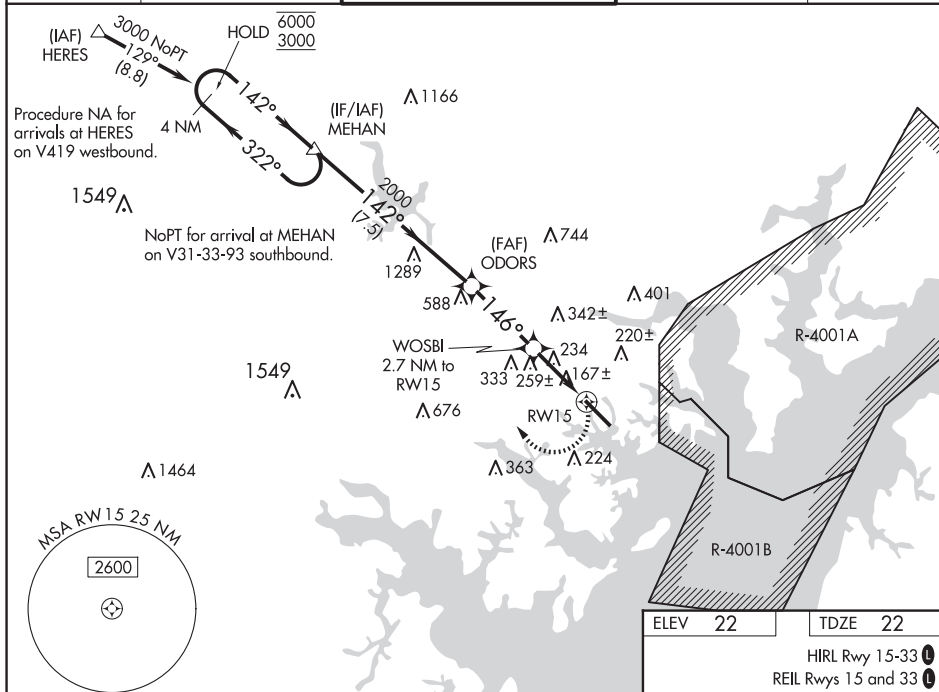 (IAF)
HERES
3000 NoPT
129°
(8.8)
HOLD
6000
3000
142°
4 NM
322°
(IF/IAF)
MEHAN
1166
Procedure NA for
arrivals at HERES
on V419 westbound.
1549
NoPT for arrival at MEHAN
on V31-33-93 southbound.
2000
142°
(7.5)
1289
(FAF)
ODORS
744
588
146°
342±
401
220±
R-4001A
WOSBI
2.7 NM to
RW15
234
333
259±
167±
1549
676
RW15
363
224
1464
R-4001B
MSA RW15 25 NM
2600
ELEV 22
TDZE 22
HIRL Rwy 15-33 L
REIL Rwys 15 and 33 L